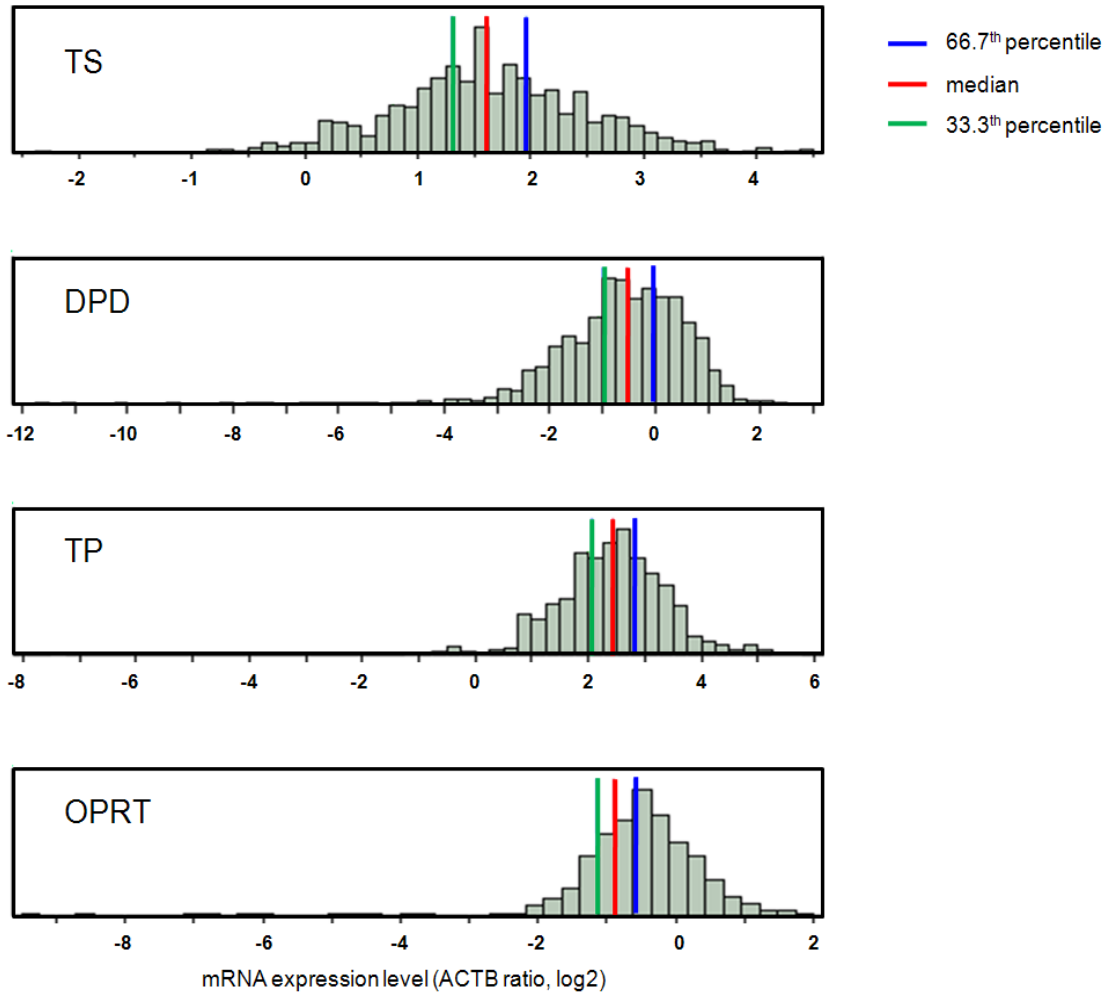 TS
66.7th percentile
median
33.3th percentile
-2 -1 0 1 2 3 4
DPD
-12 -10 -8 -6 -4 -2 0 2
TP
-8 -6 -4 -2 0 2 4 6
OPRT
-8 -6 -4 -2 0 2
mRNA expression level (ACTB ratio, log2)